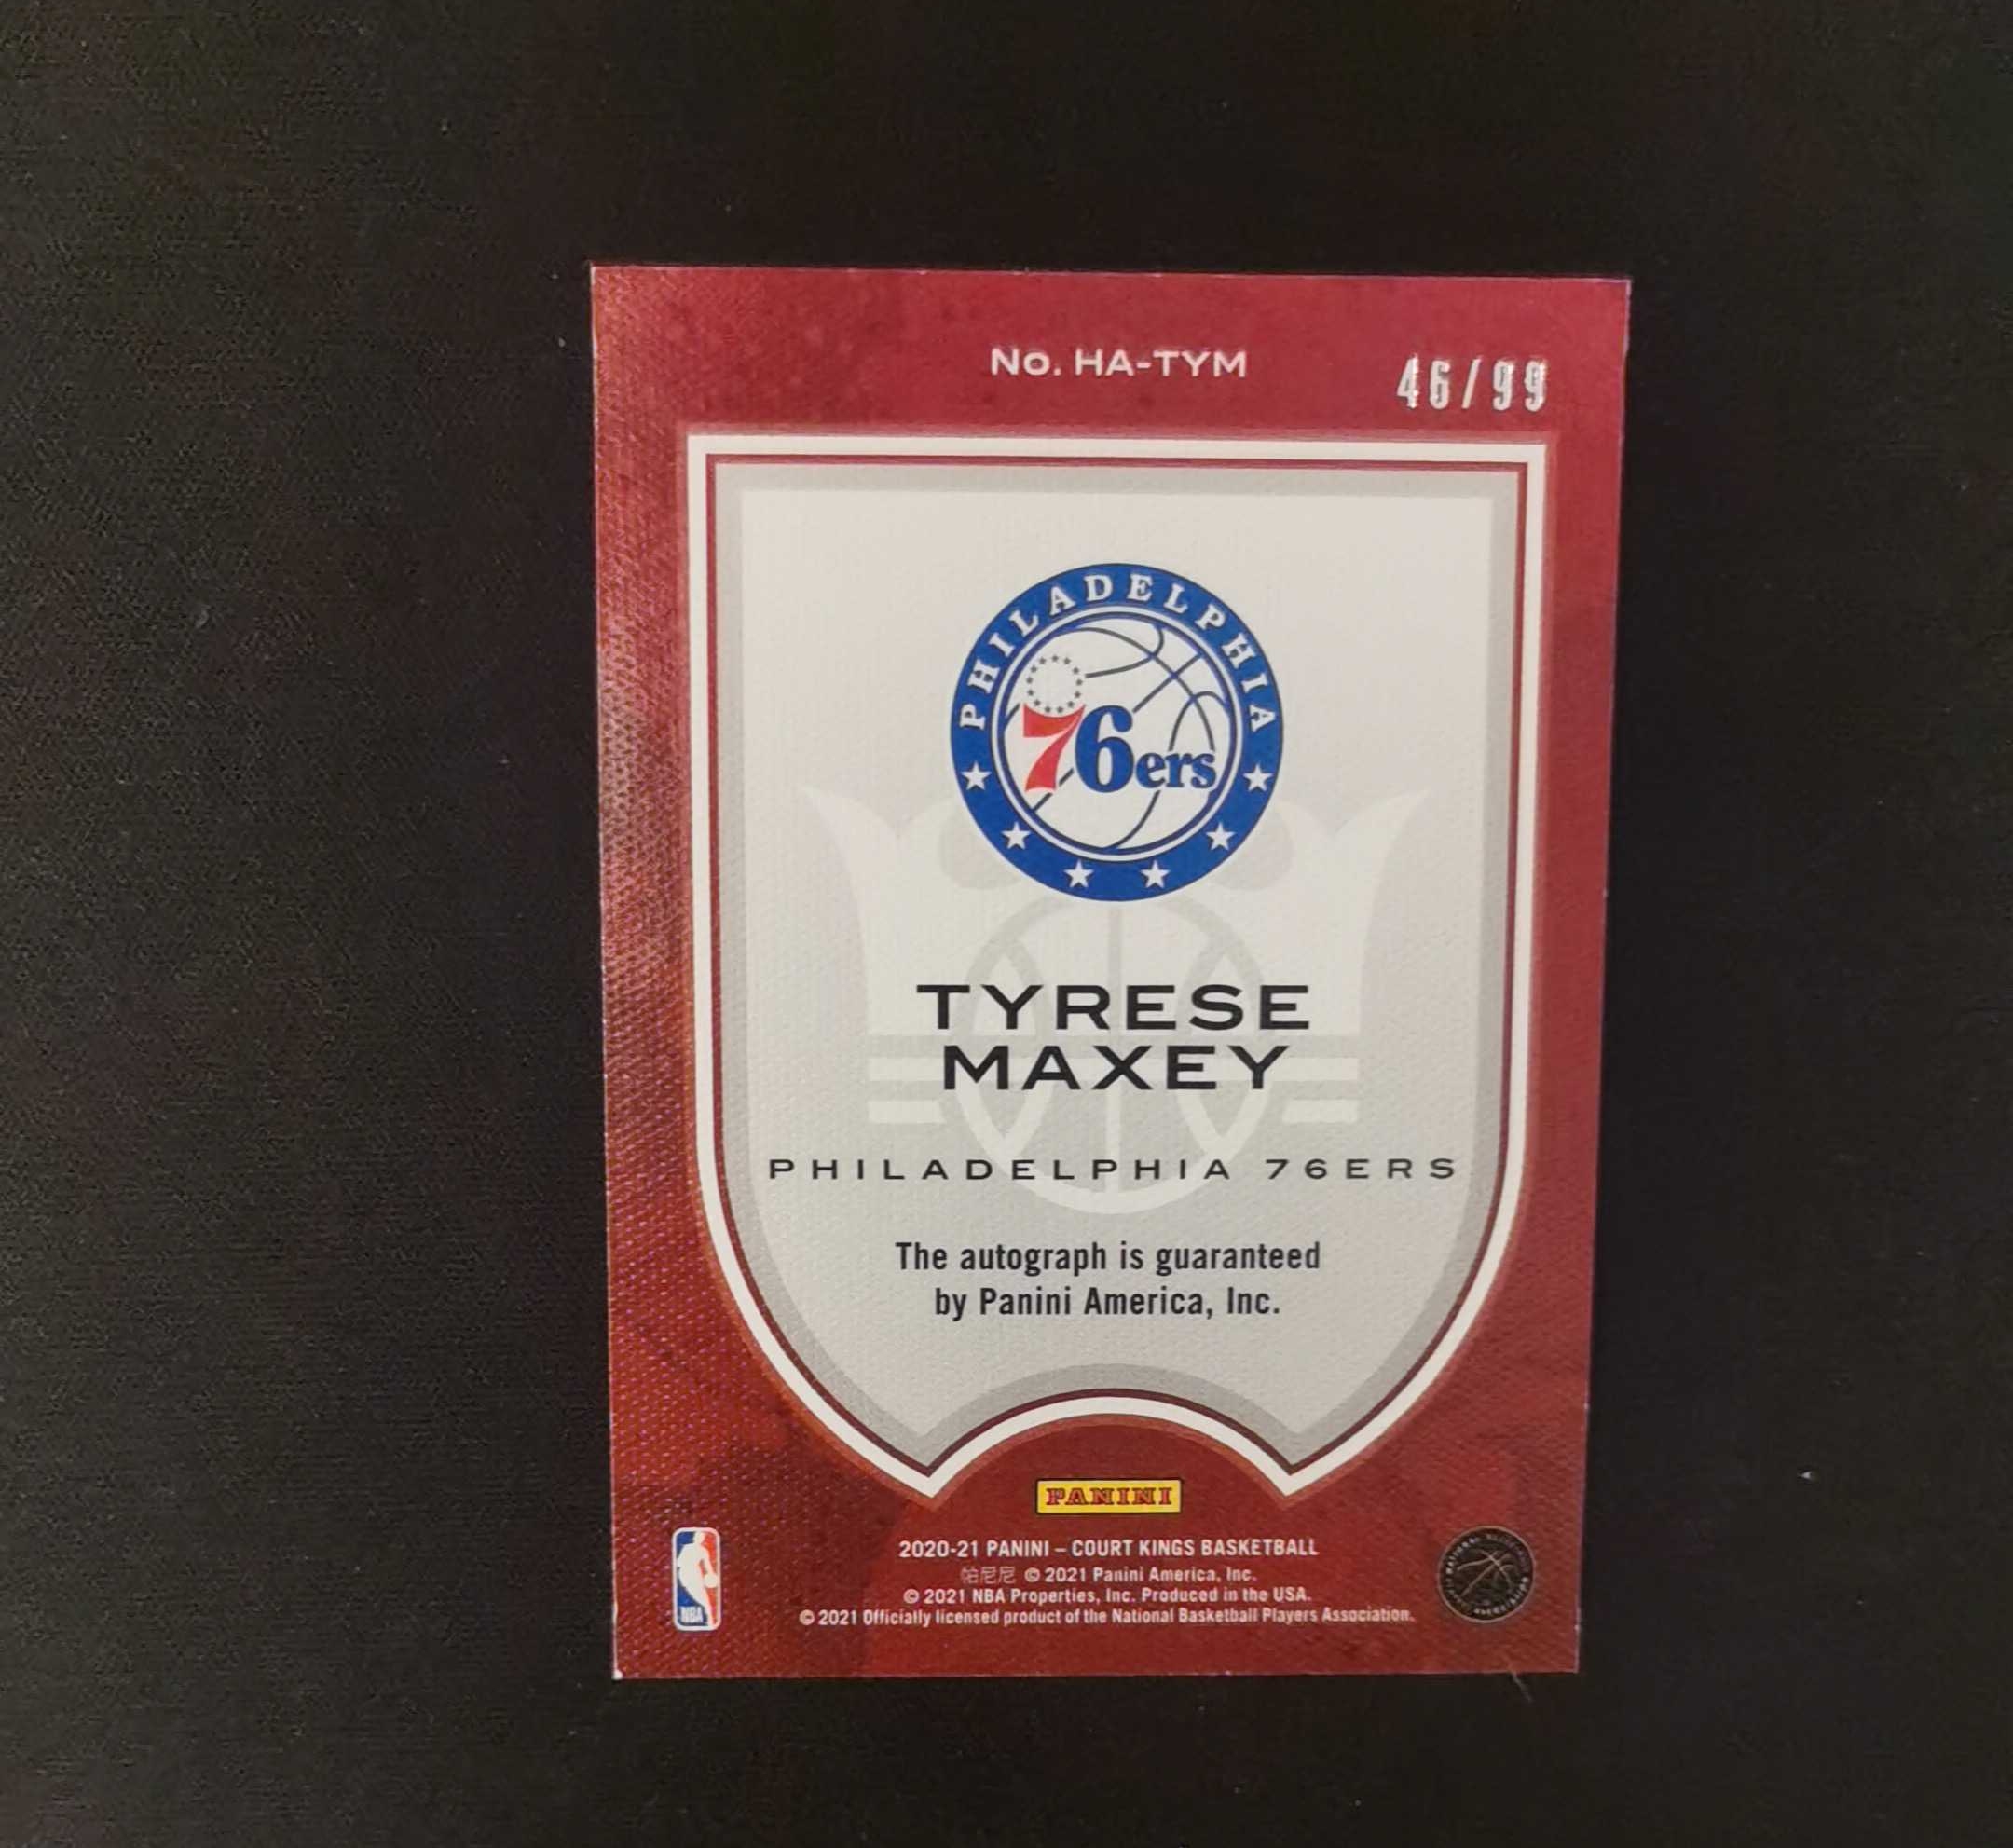 No. HA-TYM
46/99
PHILADELPHIA
76ers
TYRESE
MAXEY
PHILADELPHIA 76ERS
The autograph is guaranteed
by Panini America, Inc.
PANINI
2020-21 PANINI – COURT KINGS BASKETBALL
帕尼尼 © 2021 Panini America, Inc.
© 2021 NBA Properties, Inc. Produced in the USA.
© 2021 Officially licensed product of the National Basketball Players Association.
NBA